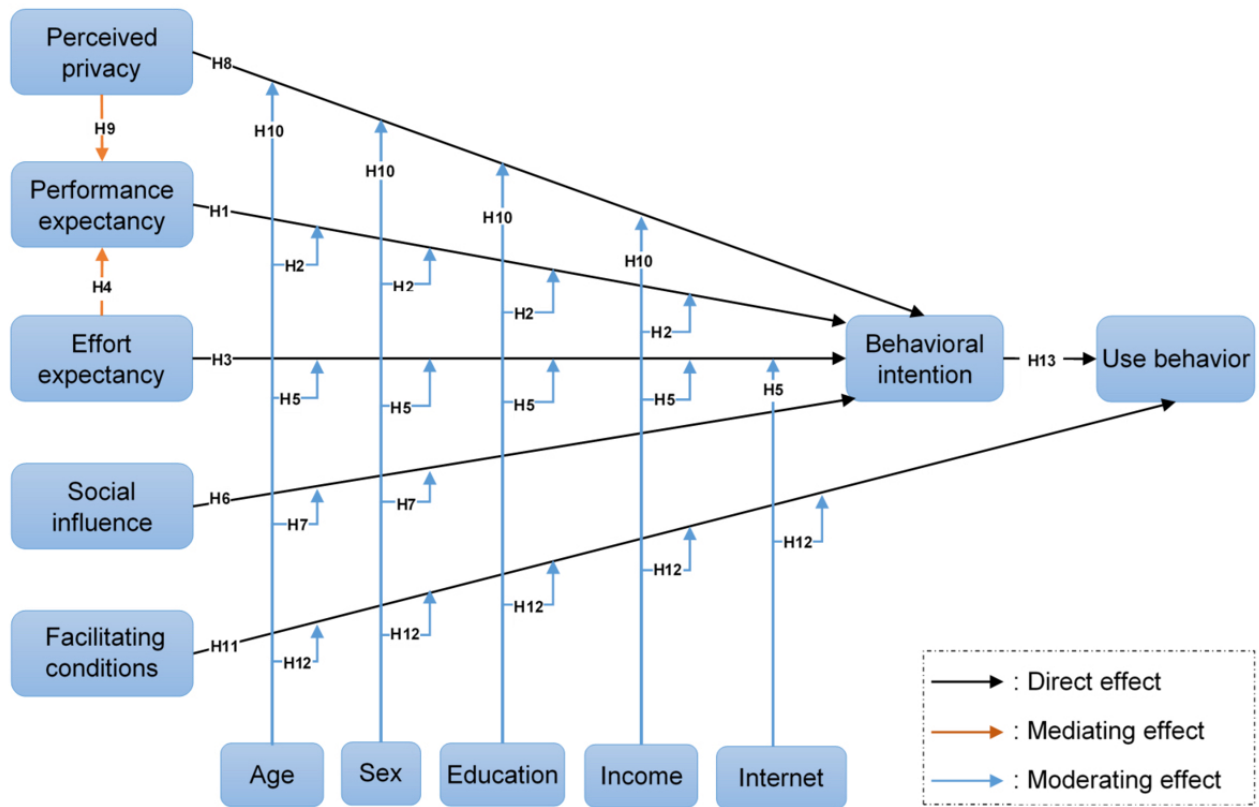 Perceived
privacy
H8
H9
H10
H10
Performance
expectancy
H1
H10
H10
H2
H2
H2
H2
H4
Effort
expectancy
H3
Behavioral
intention
H13
Use behavior
H5
H5
H5
H5
H5
Social
influence
H6
H7
H7
H12
H12
H12
H12
H12
Facilitating
conditions
H11
: Direct effect
: Mediating effect
: Moderating effect
Age
Sex
Education
Income
Internet